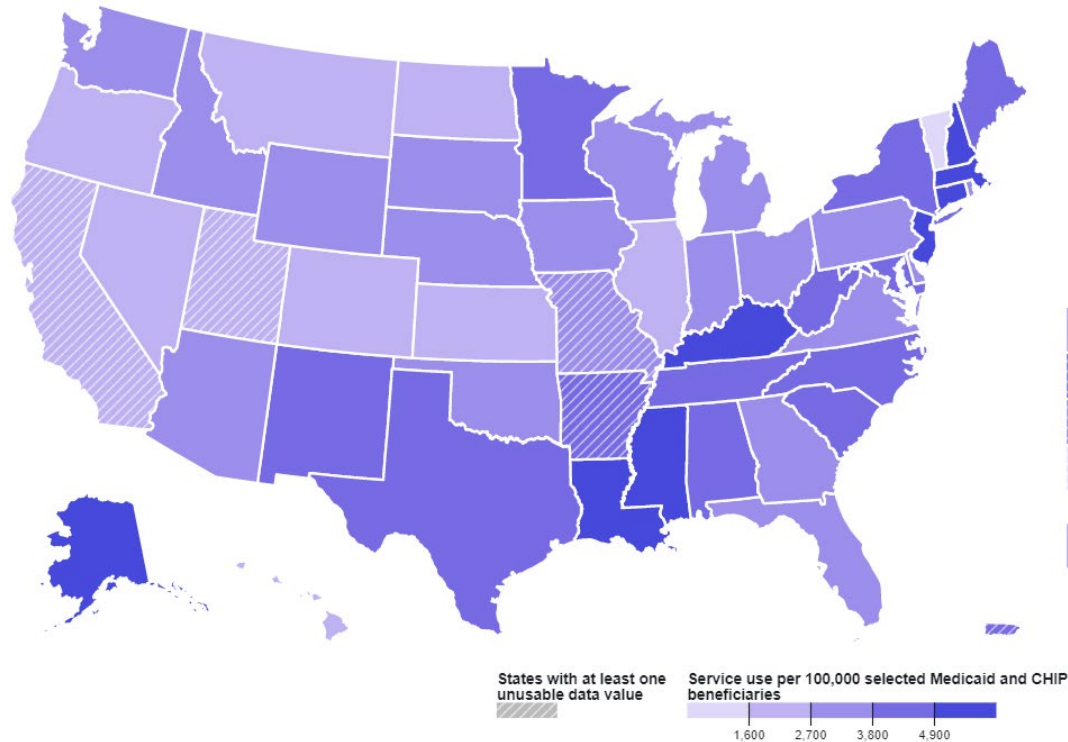 States with at least one
unusable data value
Service use per 100,000 selected Medicaid and CHIP
beneficiaries
1,600 2,700 3,800 4,900